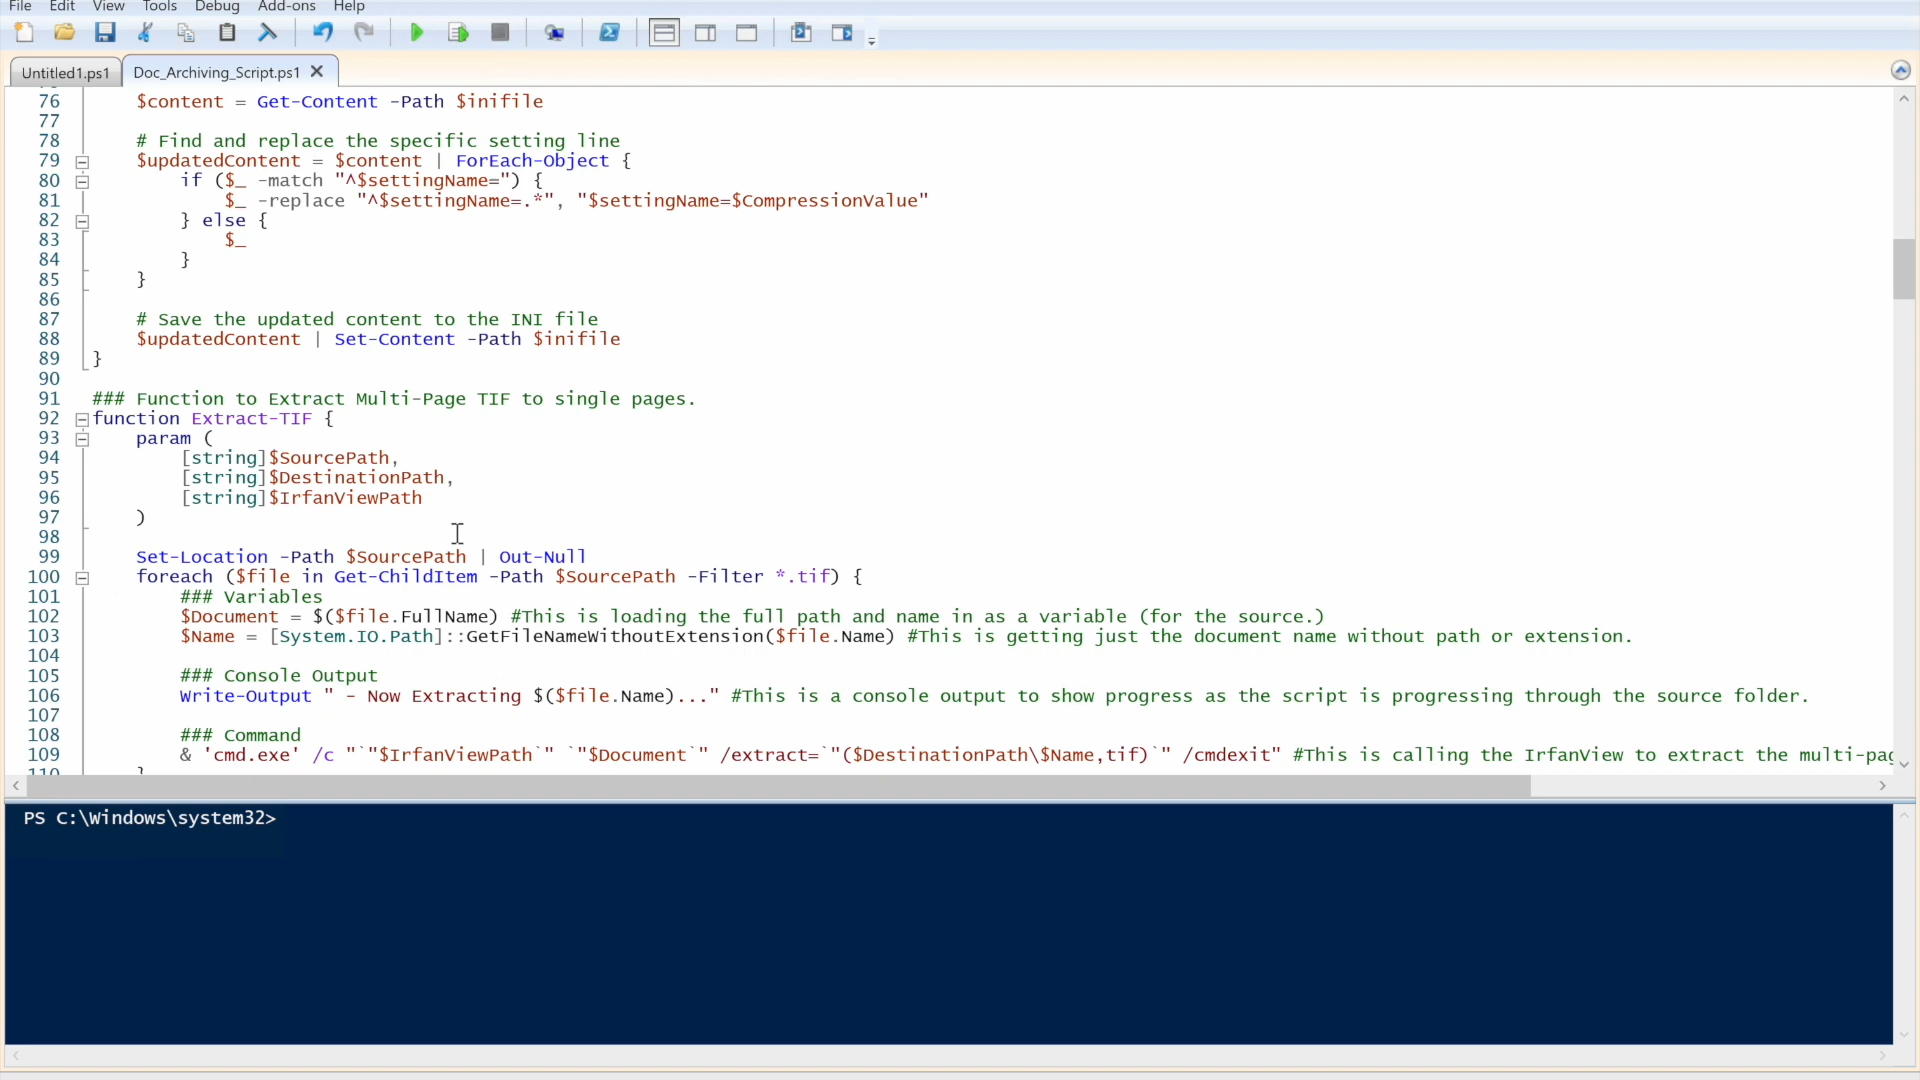 File Edit View Tools Debug Add-ons Help
Untitled1.ps1 Doc_Archiving_Script.ps1
76 $content = Get-Content -Path $inifile
77
78 # Find and replace the specific setting line
79 $updatedContent = $content | ForEach-Object {
80 if ($_ -match "^$settingName=") {
81 $_ -replace "^$settingName=.*", "$settingName=$CompressionValue"
82 } else {
83 $_
84 }
85 }
86
87 # Save the updated content to the INI file
88 $updatedContent | Set-Content -Path $inifile
89 }
90
91 ### Function to Extract Multi-Page TIF to single pages.
92 function Extract-TIF {
93 param (
94 [string]$SourcePath,
95 [string]$DestinationPath,
96 [string]$IrfanViewPath
97 )
98
99 Set-Location -Path $SourcePath | Out-Null
100 foreach ($file in Get-ChildItem -Path $SourcePath -Filter *.tif) {
101 ### Variables
102 $Document = $($file.FullName) #This is loading the full path and name in as a variable (for the source.)
103 $Name = [System.IO.Path]::GetFileNameWithoutExtension($file.Name) #This is getting just the document name without path or extension.
104
105 ### Console Output
106 Write-Output " - Now Extracting $($file.Name)..." #This is a console output to show progress as the script is progressing through the source folder.
107
108 ### Command
109 & 'cmd.exe' /c "`"$IrfanViewPath`" `"$Document`" /extract=`"($DestinationPath\$Name,tif)`" /cmdexit" #This is calling the IrfanView to extract the multi-pag
110 }
PS C:\Windows\system32>